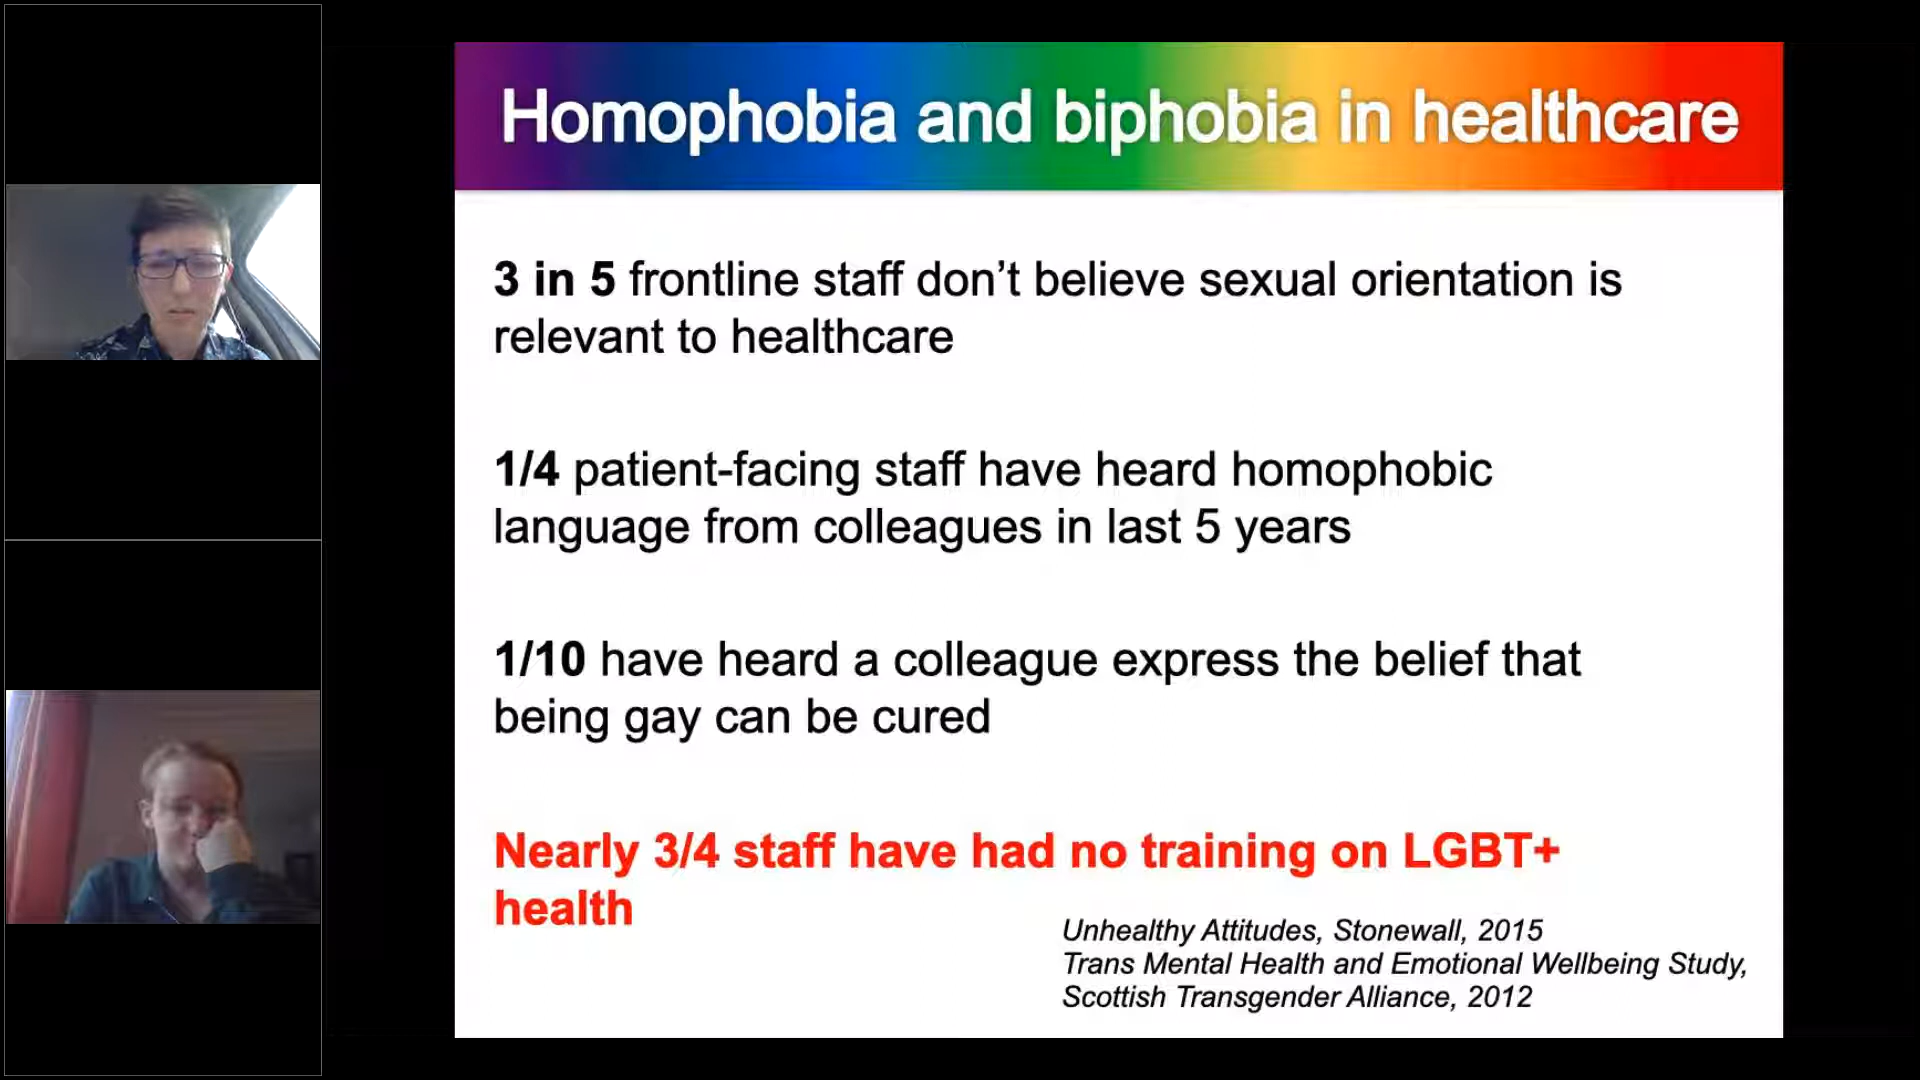 Homophobia and biphobia in healthcare
3 in 5 frontline staff don’t believe sexual orientation is
relevant to healthcare
1/4 patient-facing staff have heard homophobic
language from colleagues in last 5 years
1/10 have heard a colleague express the belief that
being gay can be cured
Nearly 3/4 staff have had no training on LGBT+
health
Unhealthy Attitudes, Stonewall, 2015
Trans Mental Health and Emotional Wellbeing Study,
Scottish Transgender Alliance, 2012